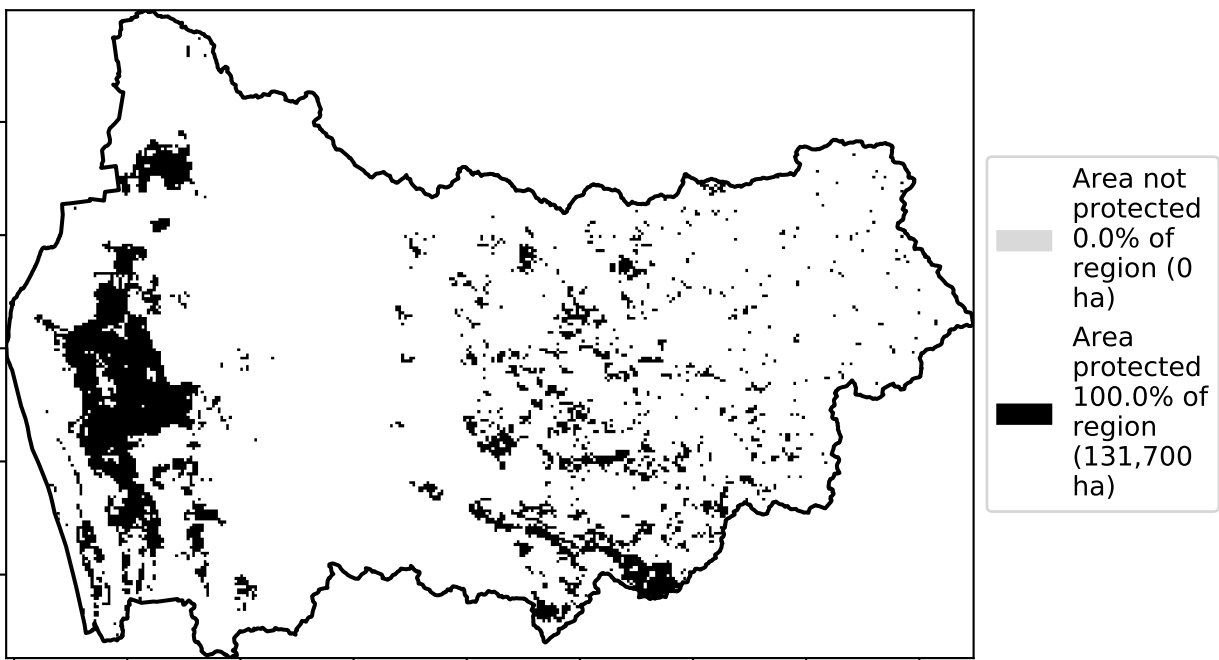 Area not
protected
0.0% of
region (0
ha)
Area
protected
100.0% of
region
(131,700
ha)